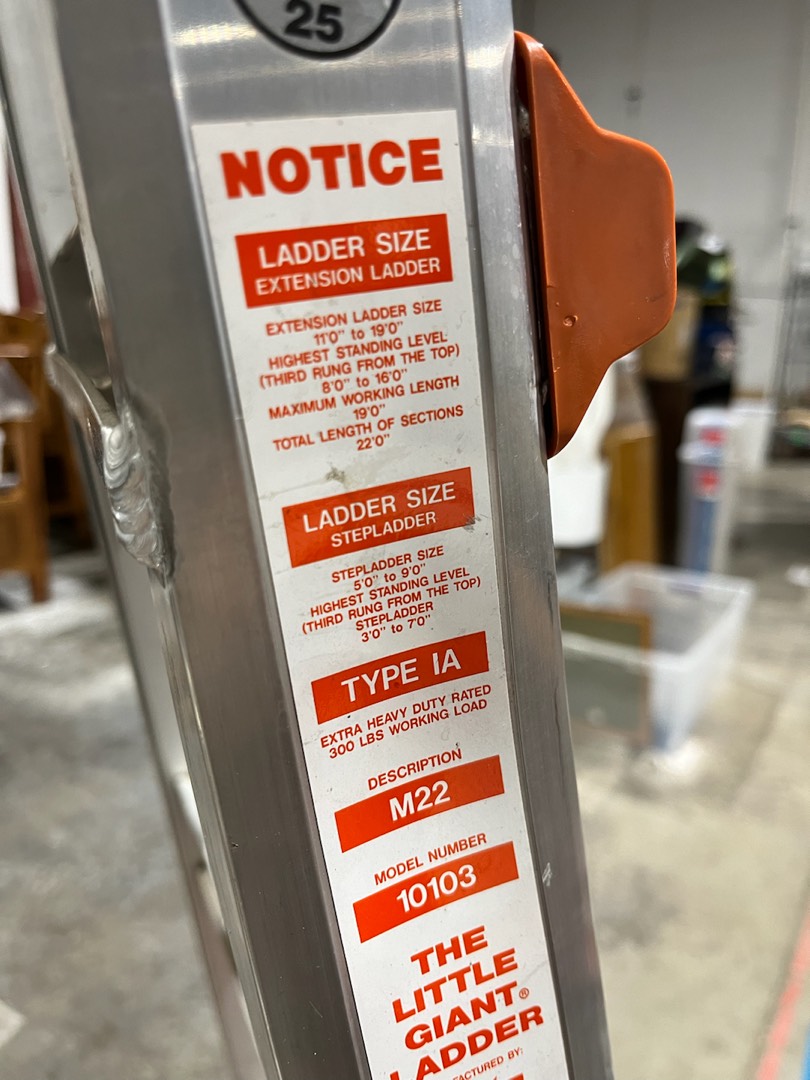 25
NOTICE
LADDER SIZE
EXTENSION LADDER
EXTENSION LADDER SIZE
11'0" to 19'0"
HIGHEST STANDING LEVEL
(THIRD RUNG FROM THE TOP)
8'0" to 16'0"
MAXIMUM WORKING LENGTH
19'0"
TOTAL LENGTH OF SECTIONS
22'0"
LADDER SIZE
STEPLADDER
STEPLADDER SIZE
5'0" to 9'0"
HIGHEST STANDING LEVEL
(THIRD RUNG FROM THE TOP)
STEPLADDER
3'0" to 7'0"
TYPE IA
EXTRA HEAVY DUTY RATED
300 LBS WORKING LOAD
DESCRIPTION
M22
MODEL NUMBER
10103
THE
LITTLE
GIANT®
LADDER
BY: